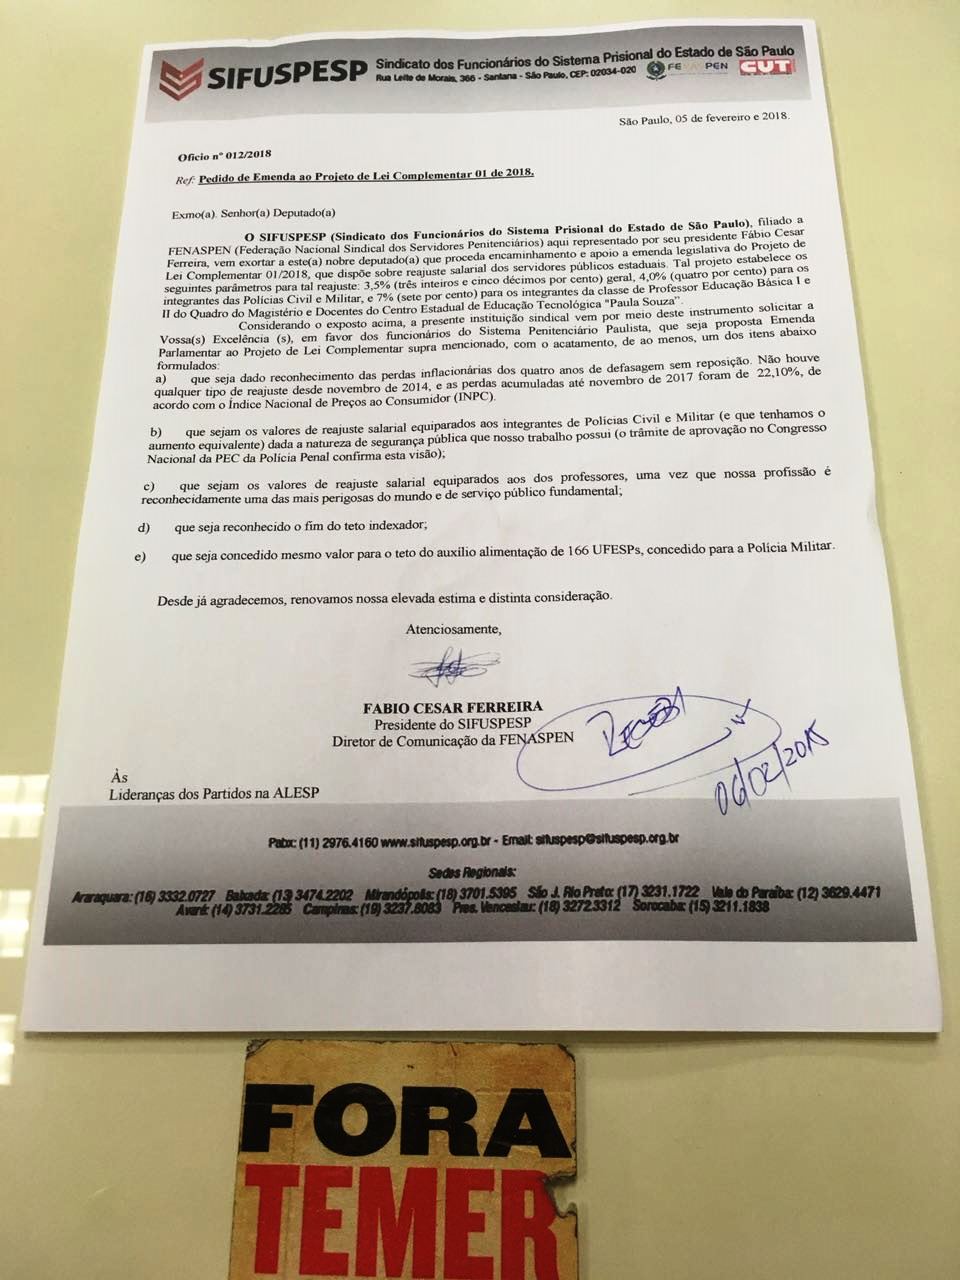 SIFUSPESP Sindicato dos Funcionários do Sistema Prisional do Estado de São Paulo
Rua Leite de Morais, 366 - Santana - São Paulo, CEP: 02034-020 FENASPEN CUT
São Paulo, 05 de fevereiro e 2018.
Oficio nº 012/2018
Ref: Pedido de Emenda ao Projeto de Lei Complementar 01 de 2018.
Exmo(a). Senhor(a) Deputado(a)
O SIFUSPESP (Sindicato dos Funcionários do Sistema Prisional do Estado de São Paulo), filiado a
FENASPEN (Federação Nacional Sindical dos Servidores Penitenciários) aqui representado por seu presidente Fábio Cesar
Ferreira, vem exortar a este(a) nobre deputado(a) que proceda encaminhamento e apoio a emenda legislativa do Projeto de
Lei Complementar 01/2018, que dispõe sobre reajuste salarial dos servidores públicos estaduais. Tal projeto estabelece os
seguintes parâmetros para tal reajuste: 3,5% (três inteiros e cinco décimos por cento) geral, 4,0% (quatro por cento) para os
integrantes das Polícias Civil e Militar, e 7% (sete por cento) para os integrantes da classe de Professor Educação Básica I e
II do Quadro do Magistério e Docentes do Centro Estadual de Educação Tecnológica "Paula Souza".
Considerando o exposto acima, a presente instituição sindical vem por meio deste instrumento solicitar a
Vossa(s) Excelência (s), em favor dos funcionários do Sistema Penitenciário Paulista, que seja proposta Emenda
Parlamentar ao Projeto de Lei Complementar supra mencionado, com o acatamento, de ao menos, um dos itens abaixo
formulados:
a) que seja dado reconhecimento das perdas inflacionárias dos quatro anos de defasagem sem reposição. Não houve
qualquer tipo de reajuste desde novembro de 2014, e as perdas acumuladas até novembro de 2017 foram de 22,10%, de
acordo com o Índice Nacional de Preços ao Consumidor (INPC).
b) que sejam os valores de reajuste salarial equiparados aos integrantes de Polícias Civil e Militar (e que tenhamos o
aumento equivalente) dada a natureza de segurança pública que nosso trabalho possui (o trâmite de aprovação no Congresso
Nacional da PEC da Polícia Penal confirma esta visão);
c) que sejam os valores de reajuste salarial equiparados aos dos professores, uma vez que nossa profissão é
reconhecidamente uma das mais perigosas do mundo e de serviço público fundamental;
d) que seja reconhecido o fim do teto indexador;
e) que seja concedido mesmo valor para o teto do auxílio alimentação de 166 UFESPs, concedido para a Polícia Militar.
Desde já agradecemos, renovamos nossa elevada estima e distinta consideração.
Atenciosamente,
FABIO CESAR FERREIRA
Presidente do SIFUSPESP
Diretor de Comunicação da FENASPEN
Às
Lideranças dos Partidos na ALESP
Pabx: (11) 2976.4160 www.sifuspesp.org.br - Email: sifuspesp@sifuspesp.org.br
Sedes Regionais:
Araraquara: (16) 3332.0727 Baixada: (13) 3474.2202 Mirandópolis: (18) 3701.5395 São J. Rio Preto: (17) 3231.1722 Vale do Paraíba: (12) 3629.4471
Avaré: (14) 3731.2285 Campinas: (19) 3237.8083 Pres. Venceslau: (18) 3272.3312 Sorocaba: (15) 3211.1838
FORA
TEMER